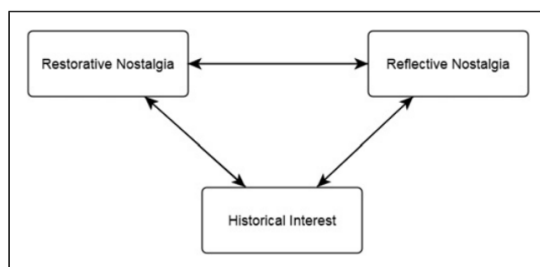 Restorative Nostalgia
Reflective Nostalgia
Historical Interest